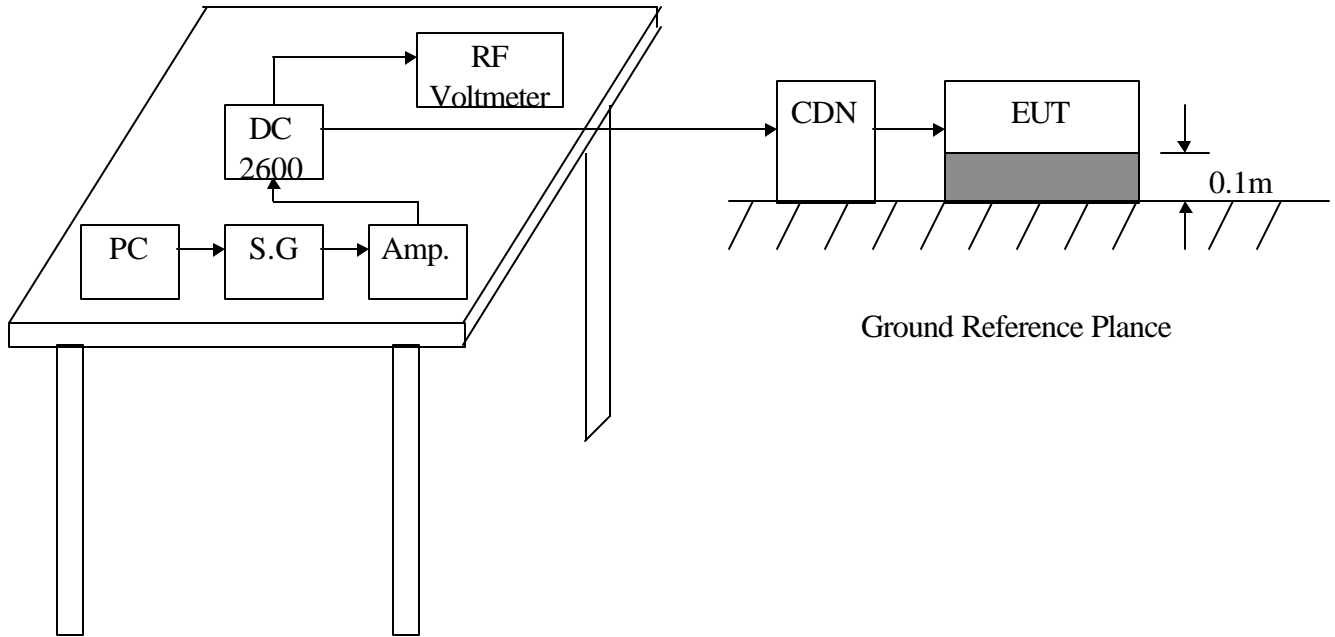 RF
Voltmeter
DC
2600
PC
S.G
Amp.
CDN
EUT
0.1m
Ground Reference Plance